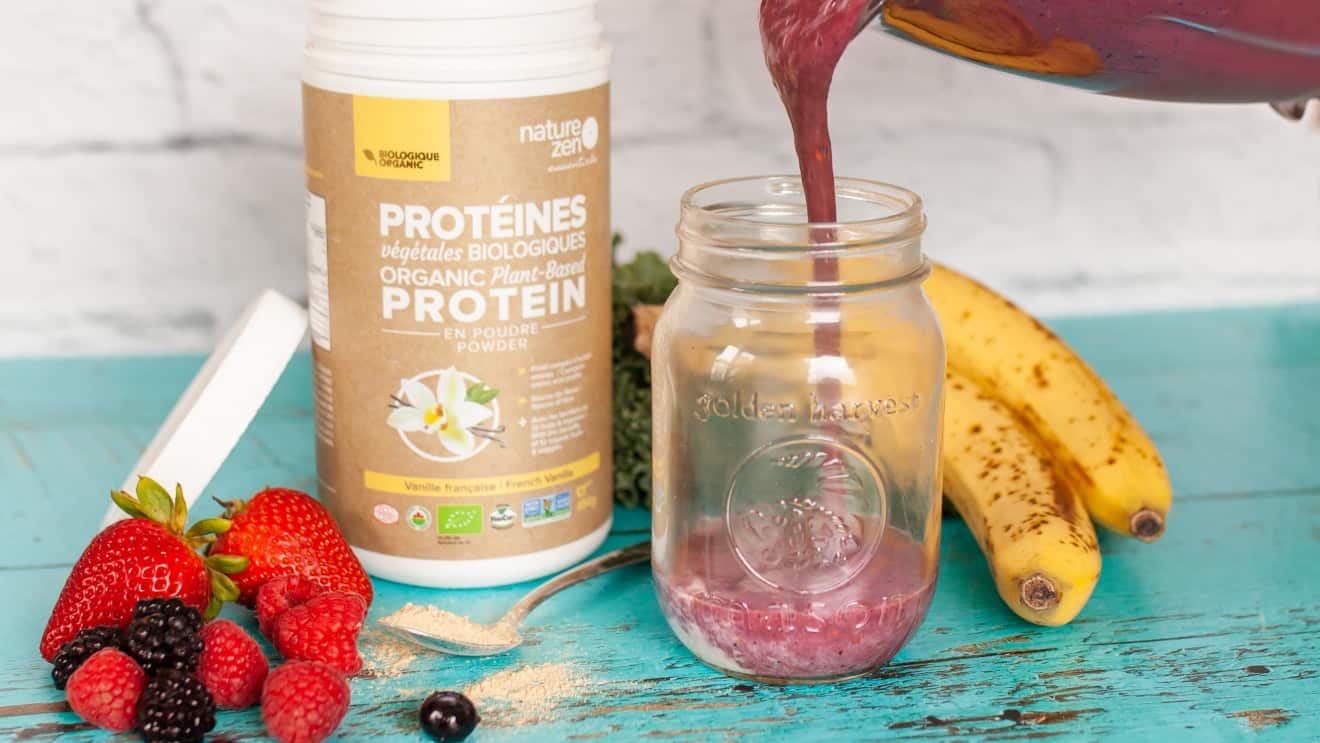 BIOLOGIQUE
ORGANIC
nature
zen
essentials
PROTÉINES
végétales BIOLOGIQUES
ORGANIC Plant-Based
PROTEIN
EN POUDRE
POWDER
Vanille française | French Vanilla
golden harvest